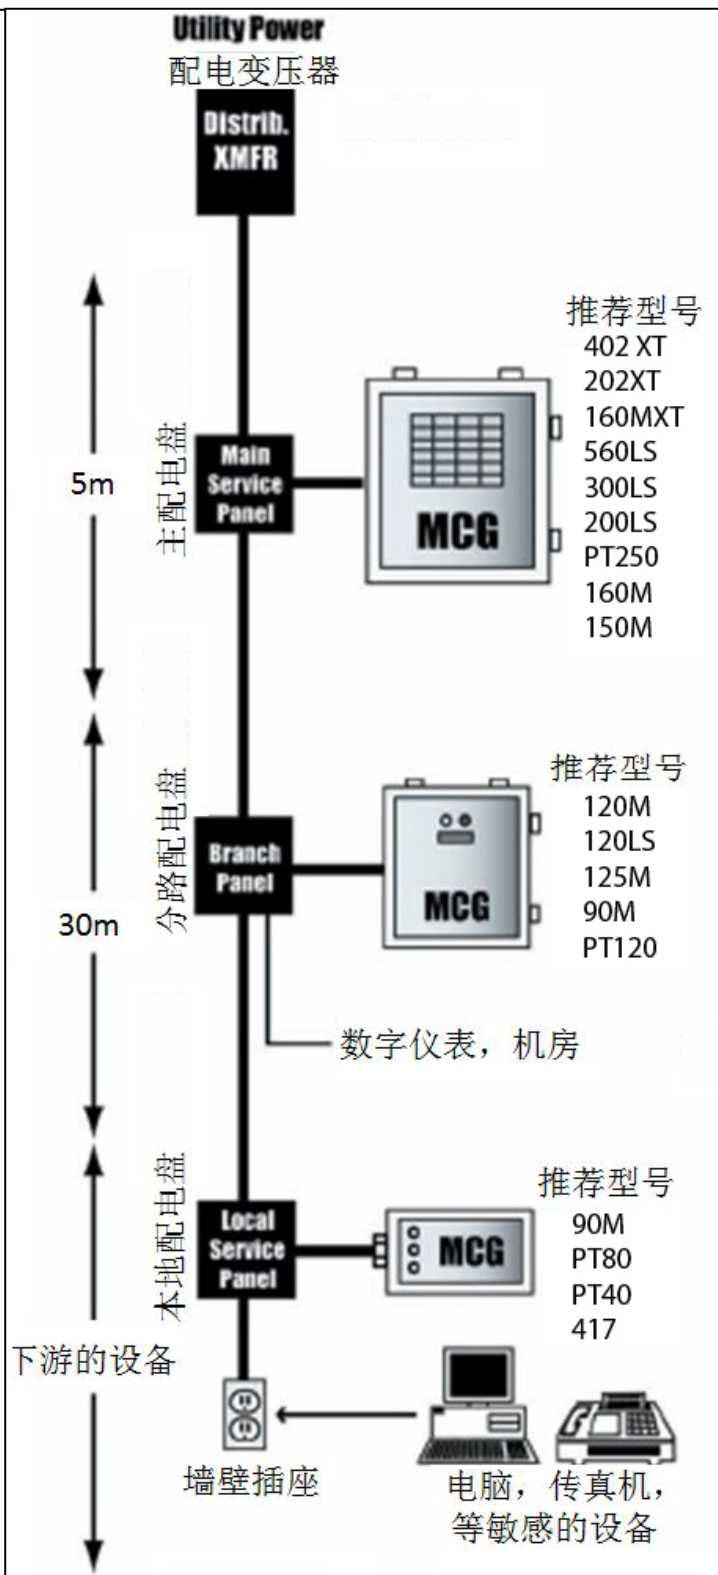 Utility Power
配电变压器
Distrib.
XMFR
推荐型号
402 XT
202XT
160MXT
560LS
300LS
200LS
PT250
160M
150M
5m
主配电盘
Main
Service
Panel
MCG
推荐型号
120M
120LS
125M
90M
PT120
30m
分路配电盘
Branch
Panel
MCG
数字仪表，机房
本地配电盘
Local
Service
Panel
MCG
推荐型号
90M
PT80
PT40
417
下游的设备
墙壁插座
电脑，传真机，
等敏感的设备